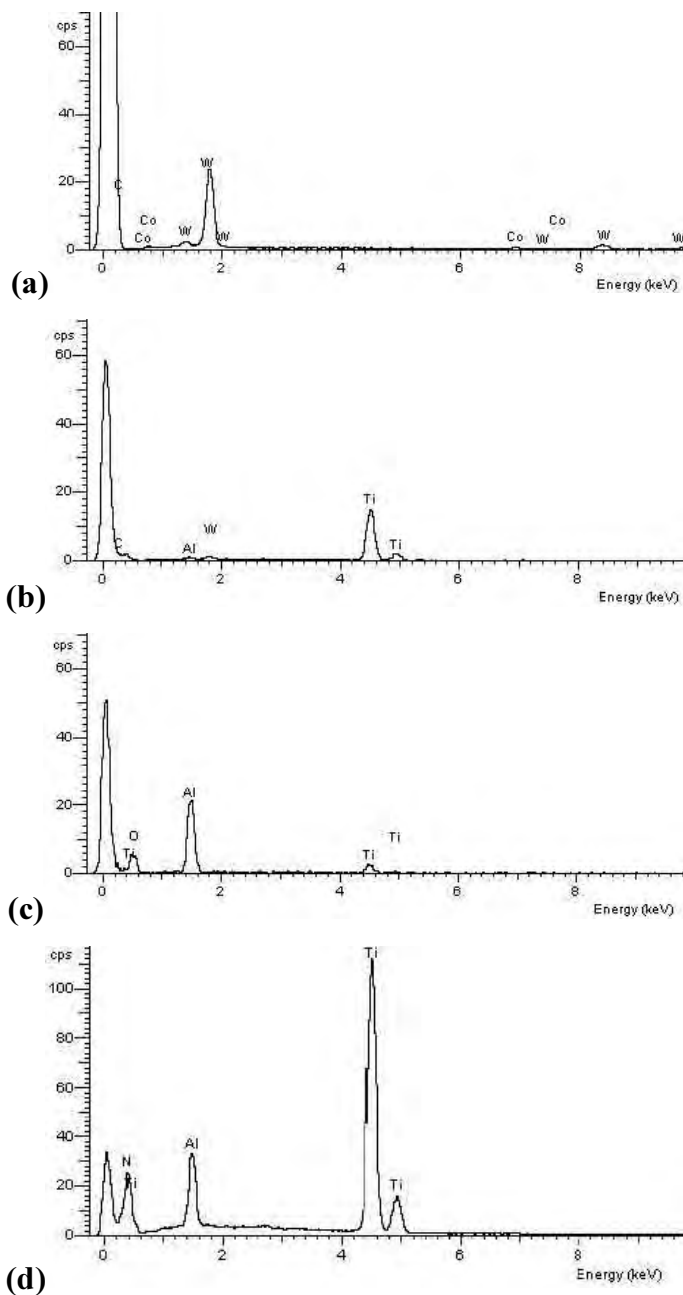 cps
60
40
20
0
C
Co
Co
W
W
W
Co
W
Co
W
W
0 2 4 6 8
Energy (keV)
(a)
cps
60
40
20
0
C
Al
W
Ti
Ti
0 2 4 6 8
Energy (keV)
(b)
cps
60
40
20
0
Ti
O
Al
Ti
Ti
0 2 4 6 8
Energy (keV)
(c)
cps
100
80
60
40
20
0
N
Ti
Al
Ti
Ti
0 2 4 6 8
Energy (keV)
(d)